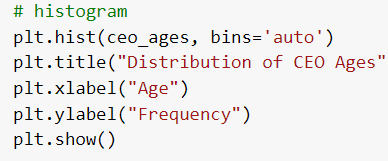 # histogram
plt.hist(ceo_ages, bins='auto')
plt.title("Distribution of CEO Ages"
plt.xlabel("Age")
plt.ylabel("Frequency")
plt.show()